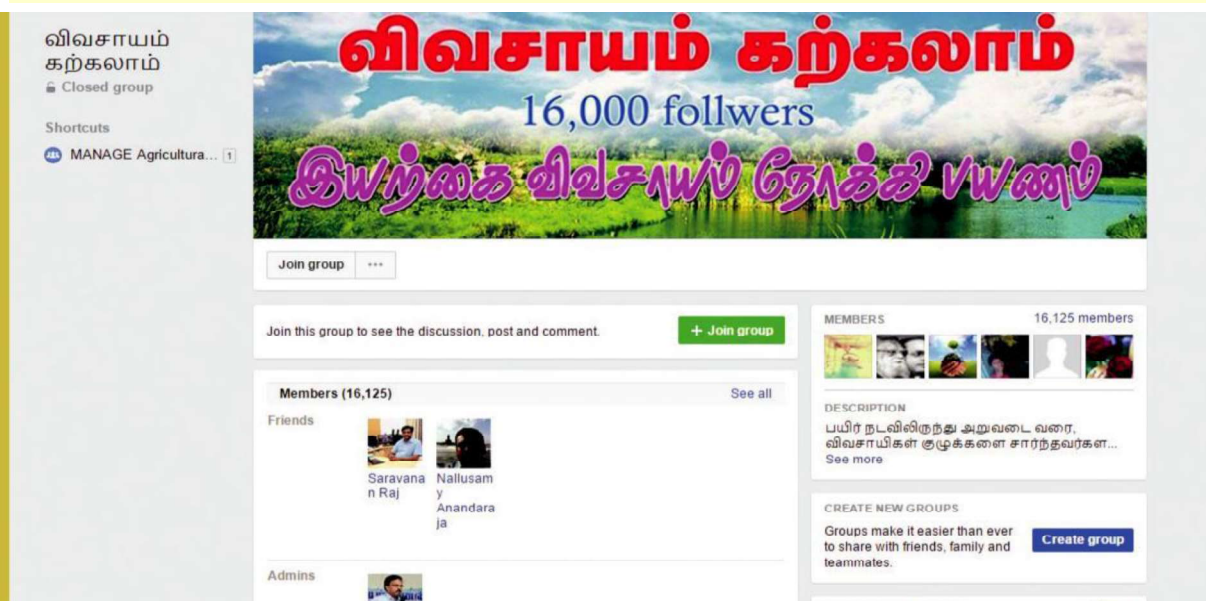 விவசாயம்
கற்கலாம்
Closed group
Shortcuts
MANAGE Agricultura... 1
விவசாயம் கற்கலாம்
16,000 follwers
இயற்கை விவசாயம் நோக்கி பயணம்
Join group ...
Join this group to see the discussion, post and comment.
+ Join group
Members (16,125) See all
Friends
Saravana
n Raj
Nallusam
y
Anandara
ja
Admins
MEMBERS 16,125 members
DESCRIPTION
பயிர் நடவிலிருந்து அறுவடை வரை,
விவசாயிகள் குழுக்களை சார்ந்தவர்கள...
See more
CREATE NEW GROUPS
Groups make it easier than ever
to share with friends, family and
teammates.
Create group